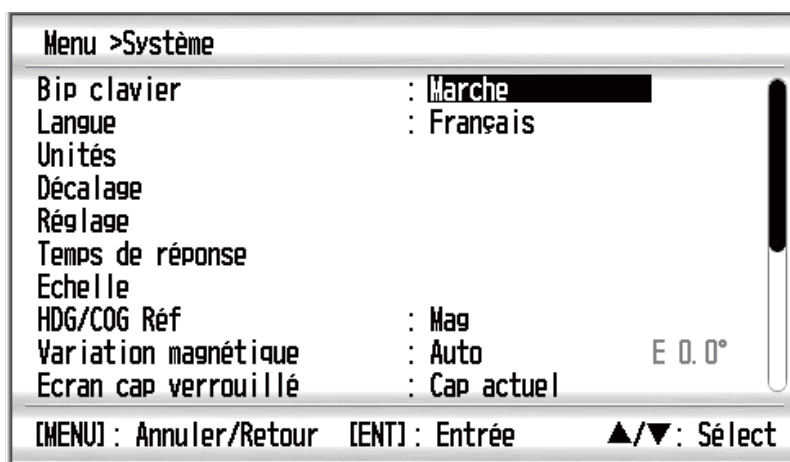 Menu >Système
Bip clavier : Marche
Langue : Français
Unités
Décalage
Réglage
Temps de réponse
Echelle
HDG/COG Réf : Mag
Variation magnétique : Auto E 0.0°
Ecran cap verrouillé : Cap actuel
[MENU] : Annuler/Retour [ENT] : Entrée ▲/▼ : Sélect